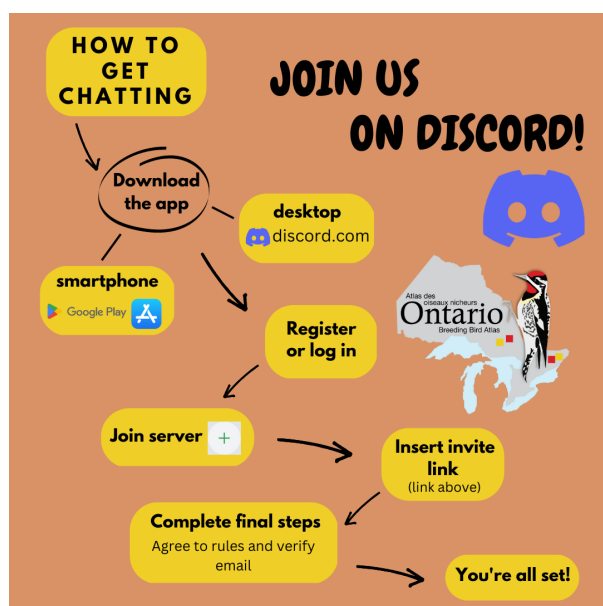 HOW TO
GET
CHATTING
JOIN US
ON DISCORD!
Download
the app
desktop
discord.com
smartphone
Google Play
Atlas des
oiseaux nicheurs
Ontario
Breeding Bird Atlas
Register
or log in
Join server +
Insert invite
link
(link above)
Complete final steps
Agree to rules and verify
email
You're all set!